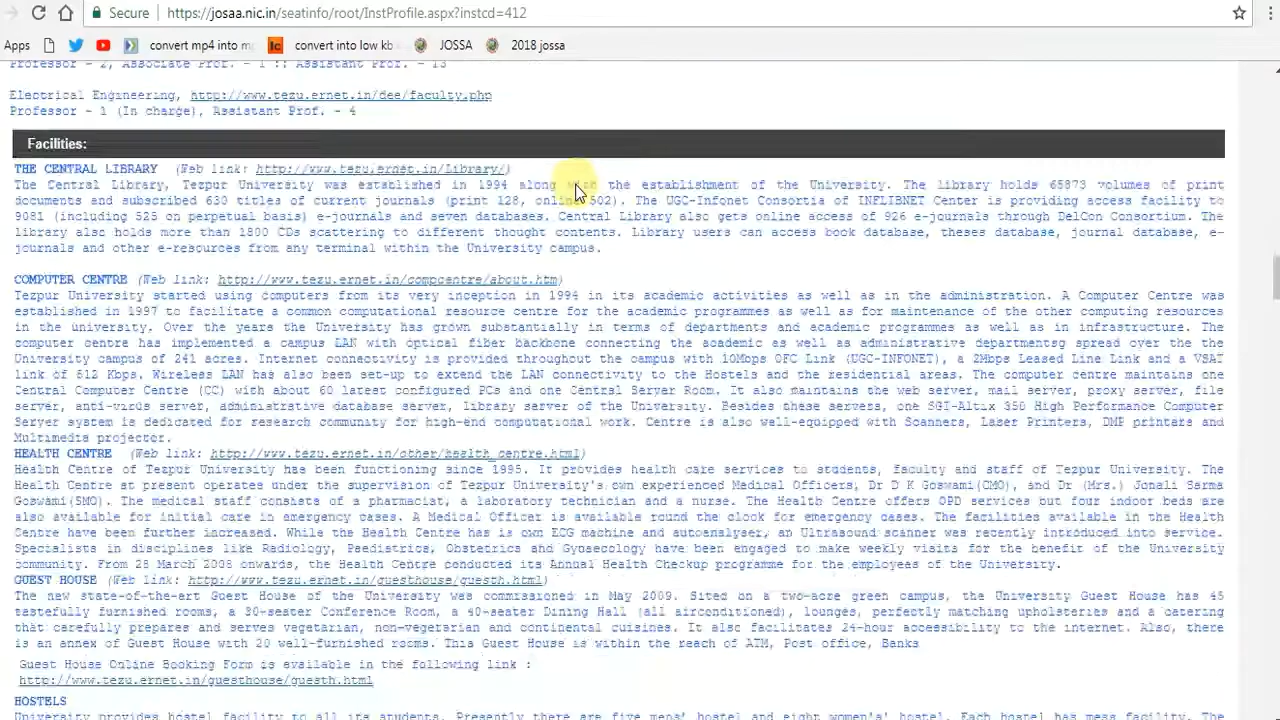 Secure https://josaa.nic.in/seatinfo/root/InstProfile.aspx?instcd=412
Apps convert mp4 into m convert into low kb JOSSA 2018 jossa
Professor - 2, Associate Prof. - 1 :: Assistant Prof. - 13
Electrical Engineering, http://www.tezu.ernet.in/dee/faculty.php
Professor - 1 (In charge), Assistant Prof. - 4
Facilities:
THE CENTRAL LIBRARY (Web link: http://www.tezu.ernet.in/Library/)
The Central Library, Tezpur University was established in 1994 along with the establishment of the University. The library holds 65873 volumes of print
documents and subscribed 630 titles of current journals (print 128, online 502). The UGC-Infonet Consortia of INFLIBNET Center is providing access facility to
9081 (including 525 on perpetual basis) e-journals and seven databases. Central Library also gets online access of 926 e-journals through DelCon Consortium. The
library also holds more than 1800 CDs scattering to different thought contents. Library users can access book database, theses database, journal database, e-
journals and other e-resources from any terminal within the University campus.
COMPUTER CENTRE (Web link: http://www.tezu.ernet.in/compcentre/about.htm)
Tezpur University started using computers from its very inception in 1994 in its academic activities as well as in the administration. A Computer Centre was
established in 1997 to facilitate a common computational resource centre for the academic programmes as well as for maintenance of the other computing resources
in the university. Over the years the University has grown substantially in terms of departments and academic programmes as well as in infrastructure. The
computer centre has implemented a campus LAN with optical fiber backbone connecting the academic as well as administrative departmentsg spread over the the
University campus of 241 acres. Internet connectivity is provided throughout the campus with 10Mbps OFC Link (UGC-INFONET), a 2Mbps Leased Line Link and a VSAT
link of 512 Kbps. Wireless LAN has also been set-up to extend the LAN connectivity to the Hostels and the residential areas. The computer centre maintains one
Central Computer Centre (CC) with about 60 latest configured PCs and one Central Server Room. It also maintains the web server, mail server, proxy server, file
server, anti-virus server, administrative database server, library server of the University. Besides these servers, one SGI-Altix 350 High Performance Computer
Server system is dedicated for research community for high-end computational work. Centre is also well-equipped with Scanners, Laser Printers, DMP printers and
Multimedia projector.
HEALTH CENTRE (Web link: http://www.tezu.ernet.in/other/health_centre.html)
Health Centre of Tezpur University has been functioning since 1995. It provides health care services to students, faculty and staff of Tezpur University. The
Health Centre at present operates under the supervision of Tezpur University's own experienced Medical Officers, Dr D K Goswami(CMO), and Dr (Mrs.) Jonali Sarma
Goswami(SMO). The medical staff consists of a pharmacist, a laboratory technician and a nurse. The Health Centre offers OPD services but four indoor beds are
also available for initial care in emergency cases. A Medical Officer is available round the clock for emergency cases. The facilities available in the Health
Centre have been further increased. While the Health Centre has is own ECG machine and autoanalyser, an Ultrasound scanner was recently introduced into service.
Specialists in disciplines like Radiology, Paediatrics, Obstetrics and Gynaecology have been engaged to make weekly visits for the benefit of the University
community. From 28 March 2008 onwards, the Health Centre conducted its Annual Health Checkup programme for the employees of the University.
GUEST HOUSE (Web link: http://www.tezu.ernet.in/guesthouse/guesth.html)
The new state-of-the-art Guest House of the University was commissioned in May 2009. Sited on a two-acre green campus, the University Guest House has 45
tastefully furnished rooms, a 30-seater Conference Room, a 40-seater Dining Hall (all airconditioned), lounges, perfectly matching upholsteries and a catering
that carefully prepares and serves vegetarian, non-vegetarian and continental cuisines. It also facilitates 24-hour accessibility to the internet. Also, there
is an annex of Guest House with 20 well-furnished rooms. This Guest House is within the reach of ATM, Post office, Banks
Guest House Online Booking Form is available in the following link :
http://www.tezu.ernet.in/guesthouse/guesth.html
HOSTELS
University provides hostel facility to all its students. Presently there are five mens' hostel and eight women's' hostel. Each hostel has mess facility. The